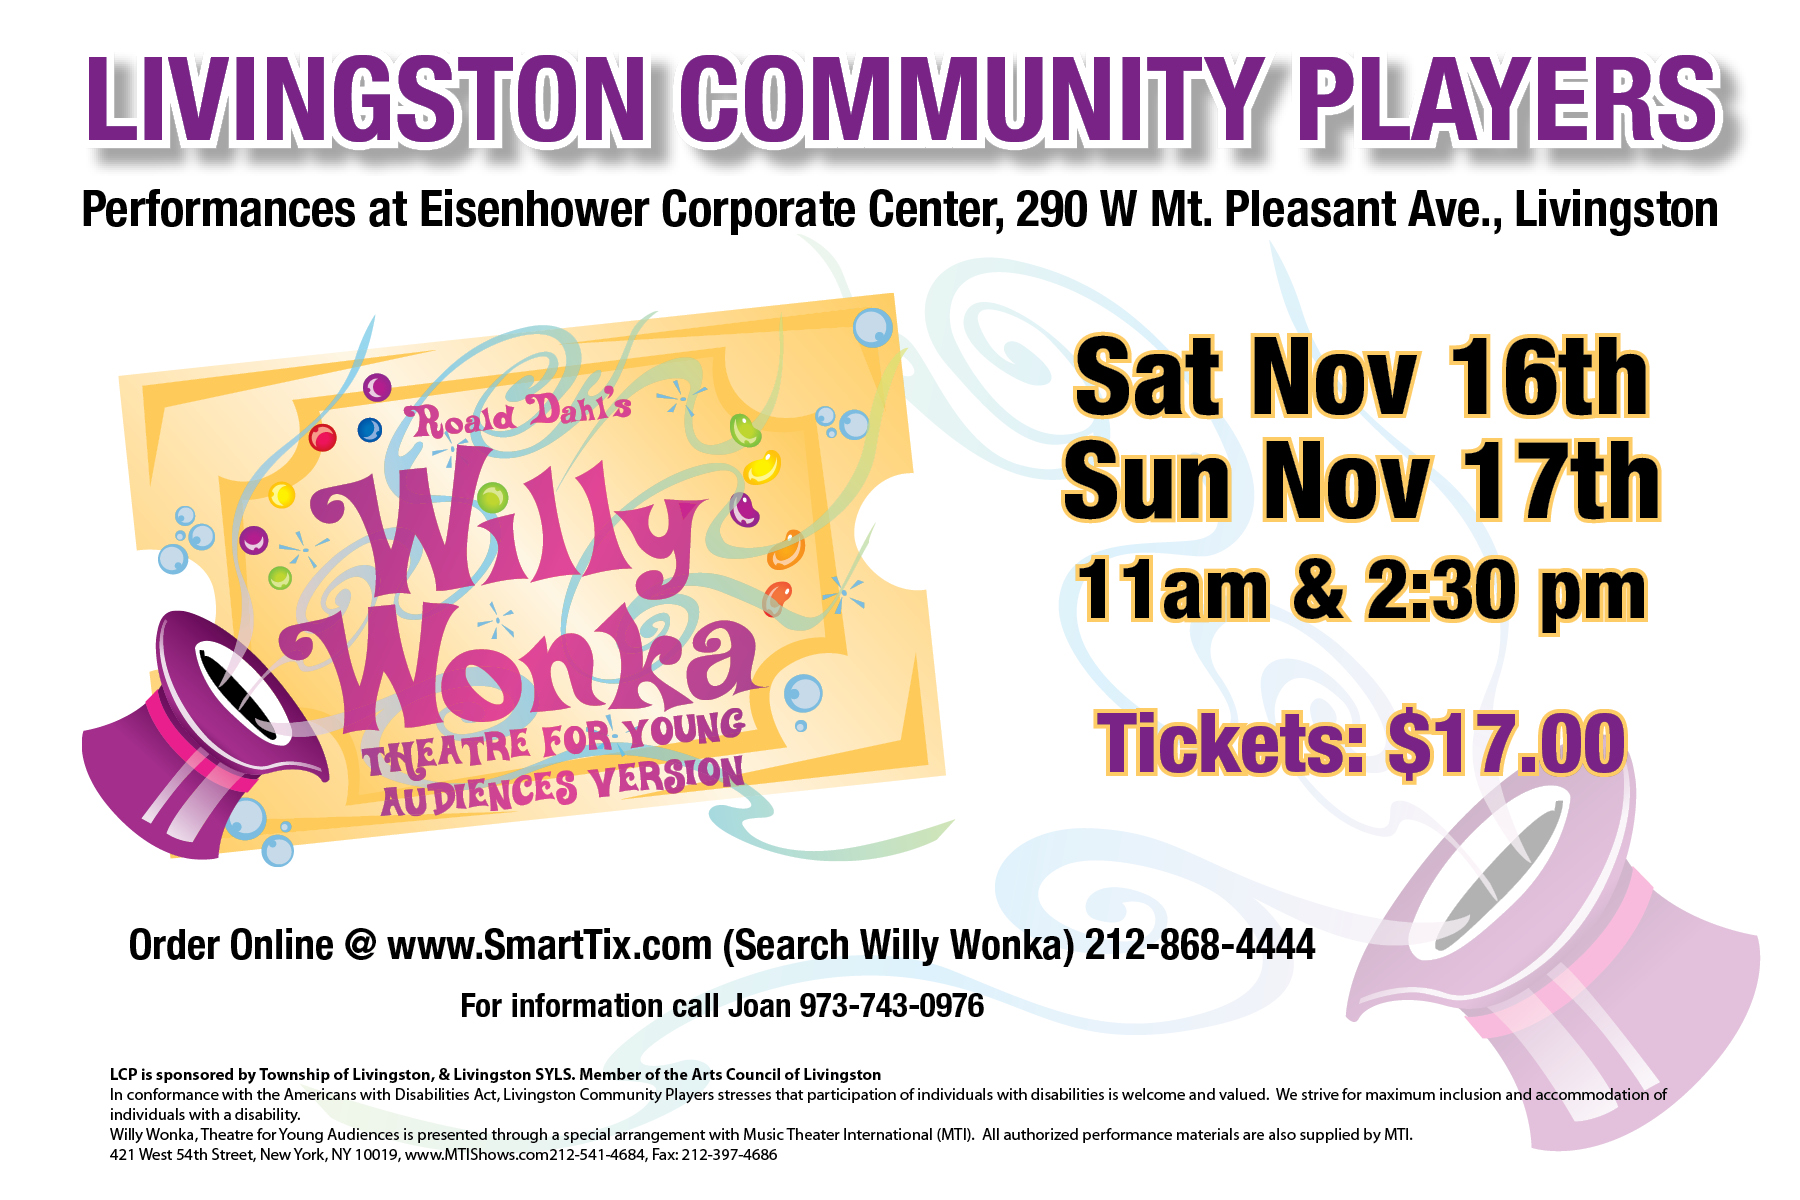 LIVINGSTON COMMUNITY PLAYERS
Performances at Eisenhower Corporate Center, 290 W Mt. Pleasant Ave., Livingston
Roald Dahl's
Willy
Wonka
THEATRE FOR YOUNG
AUDIENCES VERSION
Sat Nov 16th
Sun Nov 17th
11am & 2:30 pm
Tickets: $17.00
Order Online @ www.SmartTix.com (Search Willy Wonka) 212-868-4444
For information call Joan 973-743-0976
LCP is sponsored by Township of Livingston, & Livingston SYLS. Member of the Arts Council of Livingston
In conformance with the Americans with Disabilities Act, Livingston Community Players stresses that participation of individuals with disabilities is welcome and valued.  We strive for maximum inclusion and accommodation of
individuals with a disability.
Willy Wonka, Theatre for Young Audiences is presented through a special arrangement with Music Theater International (MTI).  All authorized performance materials are also supplied by MTI.
421 West 54th Street, New York, NY 10019, www.MTIShows.com212-541-4684, Fax: 212-397-4686